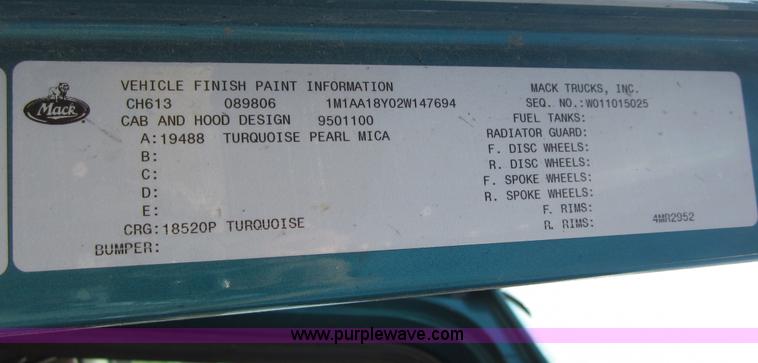 Mack
VEHICLE FINISH PAINT INFORMATION
CH613 089806 1M1AA18Y02W147694
CAB AND HOOD DESIGN 9501100
A:19488 TURQUOISE PEARL MICA
B:
C:
D:
E:
CRG:18520P TURQUOISE
BUMPER:
MACK TRUCKS, INC.
SEQ. NO.:W011015025
FUEL TANKS:
RADIATOR GUARD:
F. DISC WHEELS:
R. DISC WHEELS:
F. SPOKE WHEELS:
R. SPOKE WHEELS:
F. RIMS:
R. RIMS:
4MR2952
www.purplewave.com